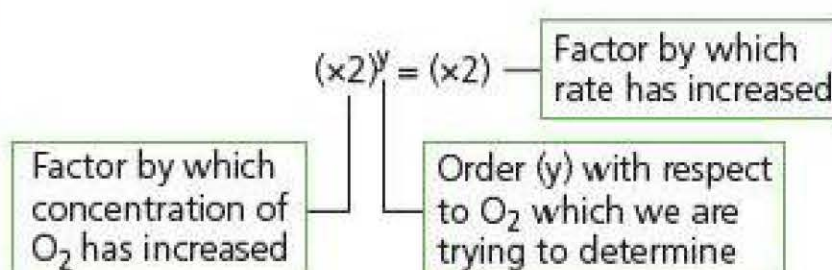 (×2)ʸ = (×2)
Factor by which
rate has increased
Factor by which
concentration of
O₂ has increased
Order (y) with respect
to O₂ which we are
trying to determine